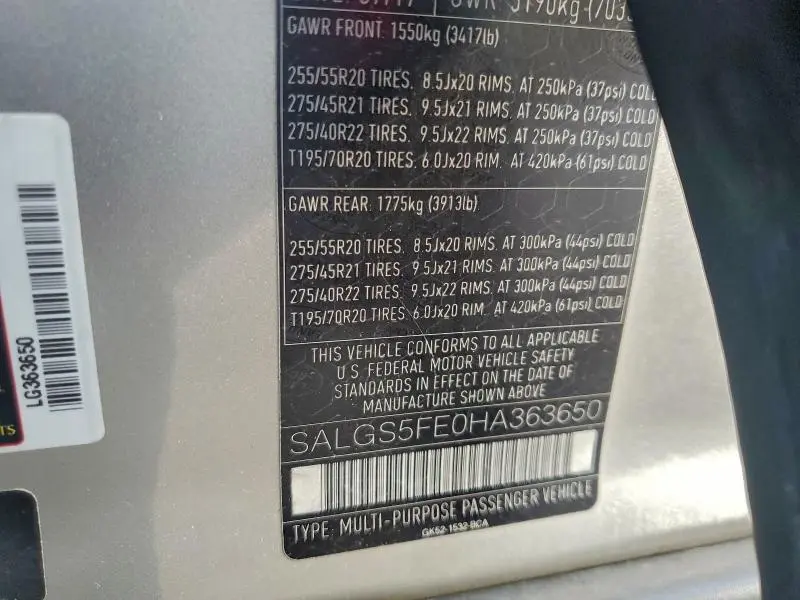 GAWR FRONT 1550kg (3417lb)
255/55R20 TIRES. 8.5Jx20 RIMS. AT 250kPa (37psi) COLD
275/45R21 TIRES. 9.5Jx21 RIMS. AT 250kPa (37psi) COLD
275/40R22 TIRES. 9.5Jx22 RIMS. AT 250kPa (37psi) COLD
T195/70R20 TIRES. 6.0Jx20 RIM. AT 420kPa (61psi) COLD
GAWR REAR: 1775kg (3913lb)
255/55R20 TIRES. 8.5Jx20 RIMS. AT 300kPa (44psi) COLD
275/45R21 TIRES. 9.5Jx21 RIMS. AT 300kPa (44psi) COLD
275/40R22 TIRES. 9.5Jx22 RIMS. AT 300kPa (44psi) COLD
T195/70R20 TIRES. 6.0Jx20 RIM. AT 420kPa (61psi) COLD
THIS VEHICLE CONFORMS TO ALL APPLICABLE
U.S. FEDERAL MOTOR VEHICLE SAFETY
STANDARDS IN EFFECT ON THE DATE OF
MANUFACTURE SHOWN ABOVE
SALGS5FE0HA363650
TYPE: MULTI-PURPOSE PASSENGER VEHICLE
GK52-1532-BCA
LG363650